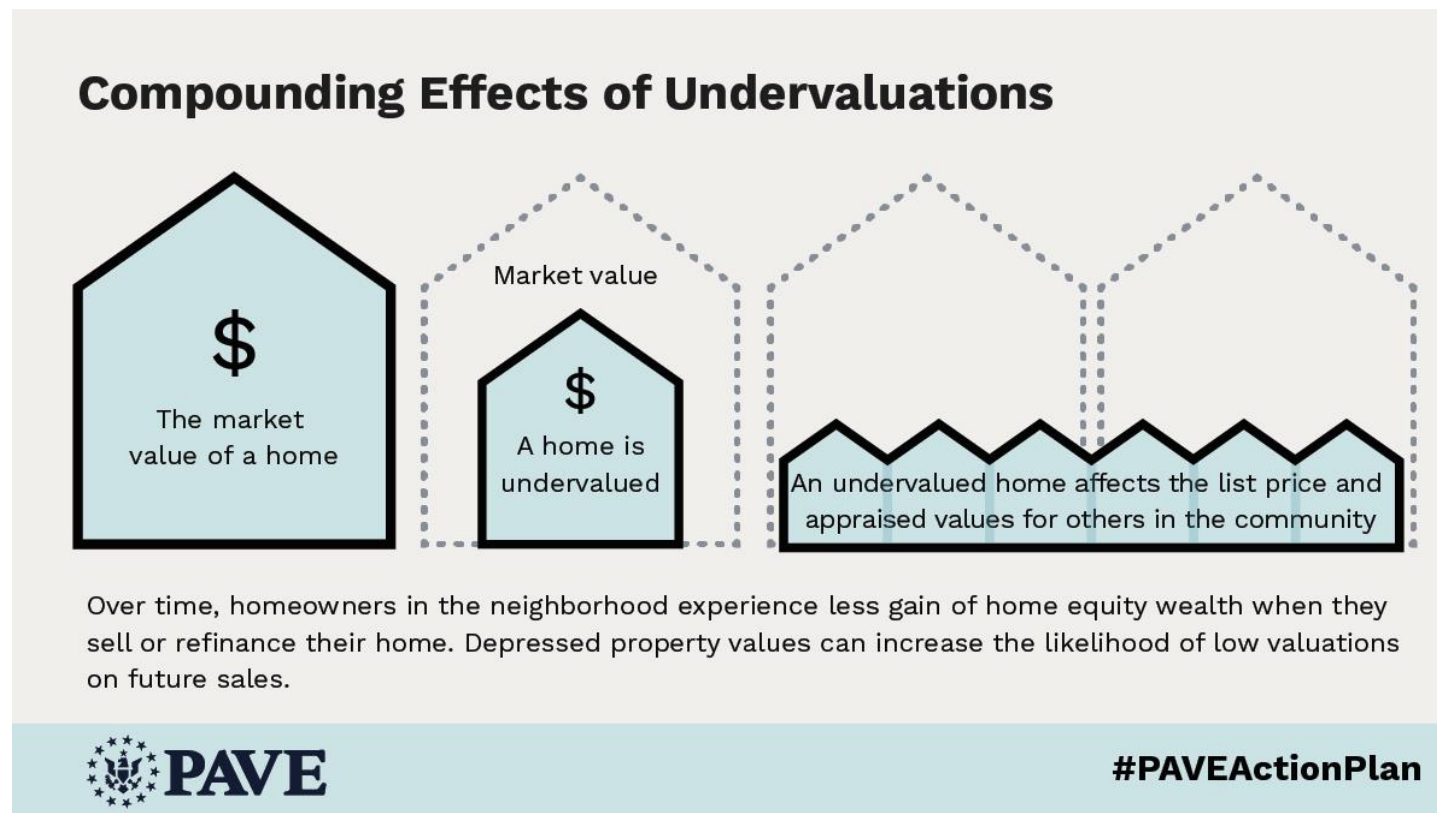 Compounding Effects of Undervaluations
$
The market
value of a home
Market value
$
A home is
undervalued
An undervalued home affects the list price and
appraised values for others in the community
Over time, homeowners in the neighborhood experience less gain of home equity wealth when they
sell or refinance their home. Depressed property values can increase the likelihood of low valuations
on future sales.
PAVE
#PAVEActionPlan